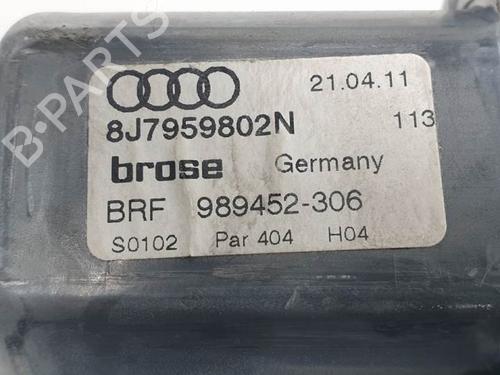 21.04.11
8J7959802N 113
brose Germany
BRF 989452-306
S0102 Par 404 H04
B-PARTS